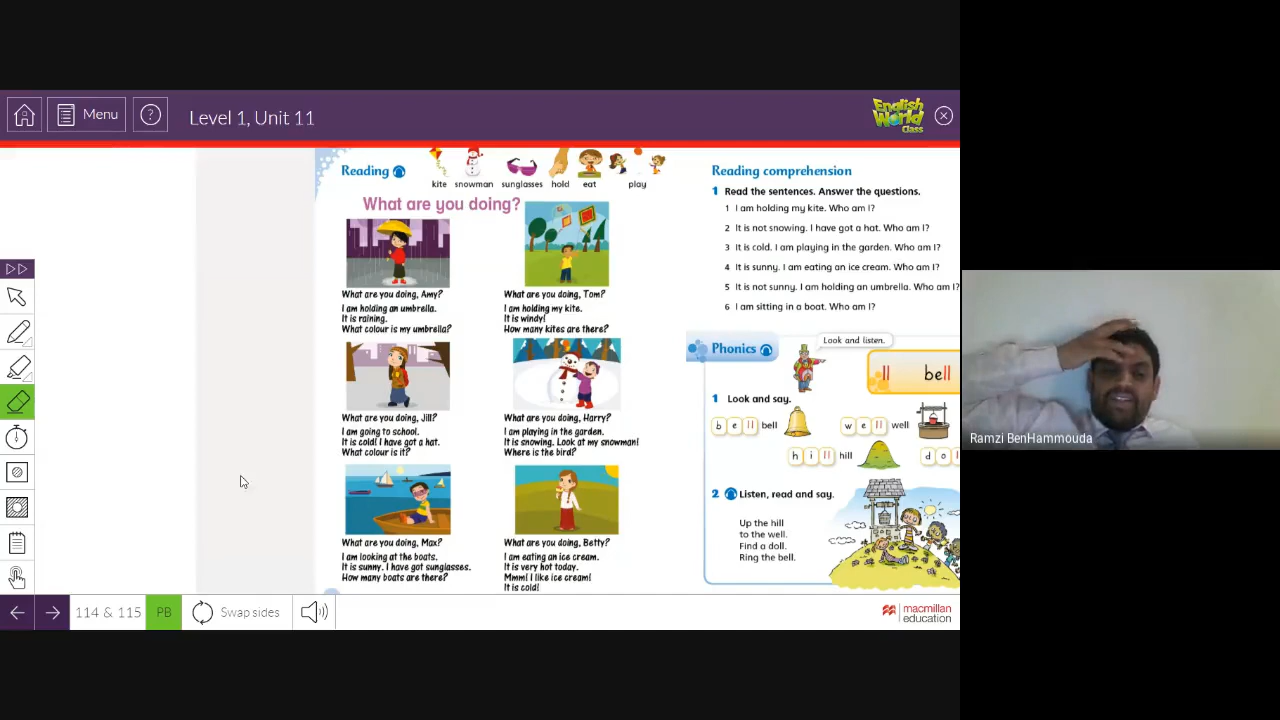 Menu
?
Level 1, Unit 11
English World Class
Reading
kite snowman sunglasses hold eat play
What are you doing?
What are you doing, Amy?
I am holding an umbrella.
It is raining.
What colour is my umbrella?
What are you doing, Tom?
I am holding my kite.
It is windy!
How many kites are there?
What are you doing, Jill?
I am going to school.
It is cold! I have got a hat.
What colour is it?
What are you doing, Harry?
I am playing in the garden.
It is snowing. Look at my snowman!
Where is the bird?
What are you doing, Max?
I am looking at the boats.
It is sunny. I have got sunglasses.
How many boats are there?
What are you doing, Betty?
I am eating an ice cream.
It is very hot today.
Mmm! I like ice cream!
It is cold!
Reading comprehension
1 Read the sentences. Answer the questions.
1 I am holding my kite. Who am I?
2 It is not snowing. I have got a hat. Who am I?
3 It is cold. I am playing in the garden. Who am I?
4 It is sunny. I am eating an ice cream. Who am I?
5 It is not sunny. I am holding an umbrella. Who am I?
6 I am sitting in a boat. Who am I?
Phonics
Look and listen.
ll bell
1 Look and say.
b e ll bell
w e ll well
h i ll hill
d o l
2 Listen, read and say.
Up the hill
to the well.
Find a doll.
Ring the bell.
114 & 115
PB
Swap sides
macmillan
education
Ramzi BenHammouda